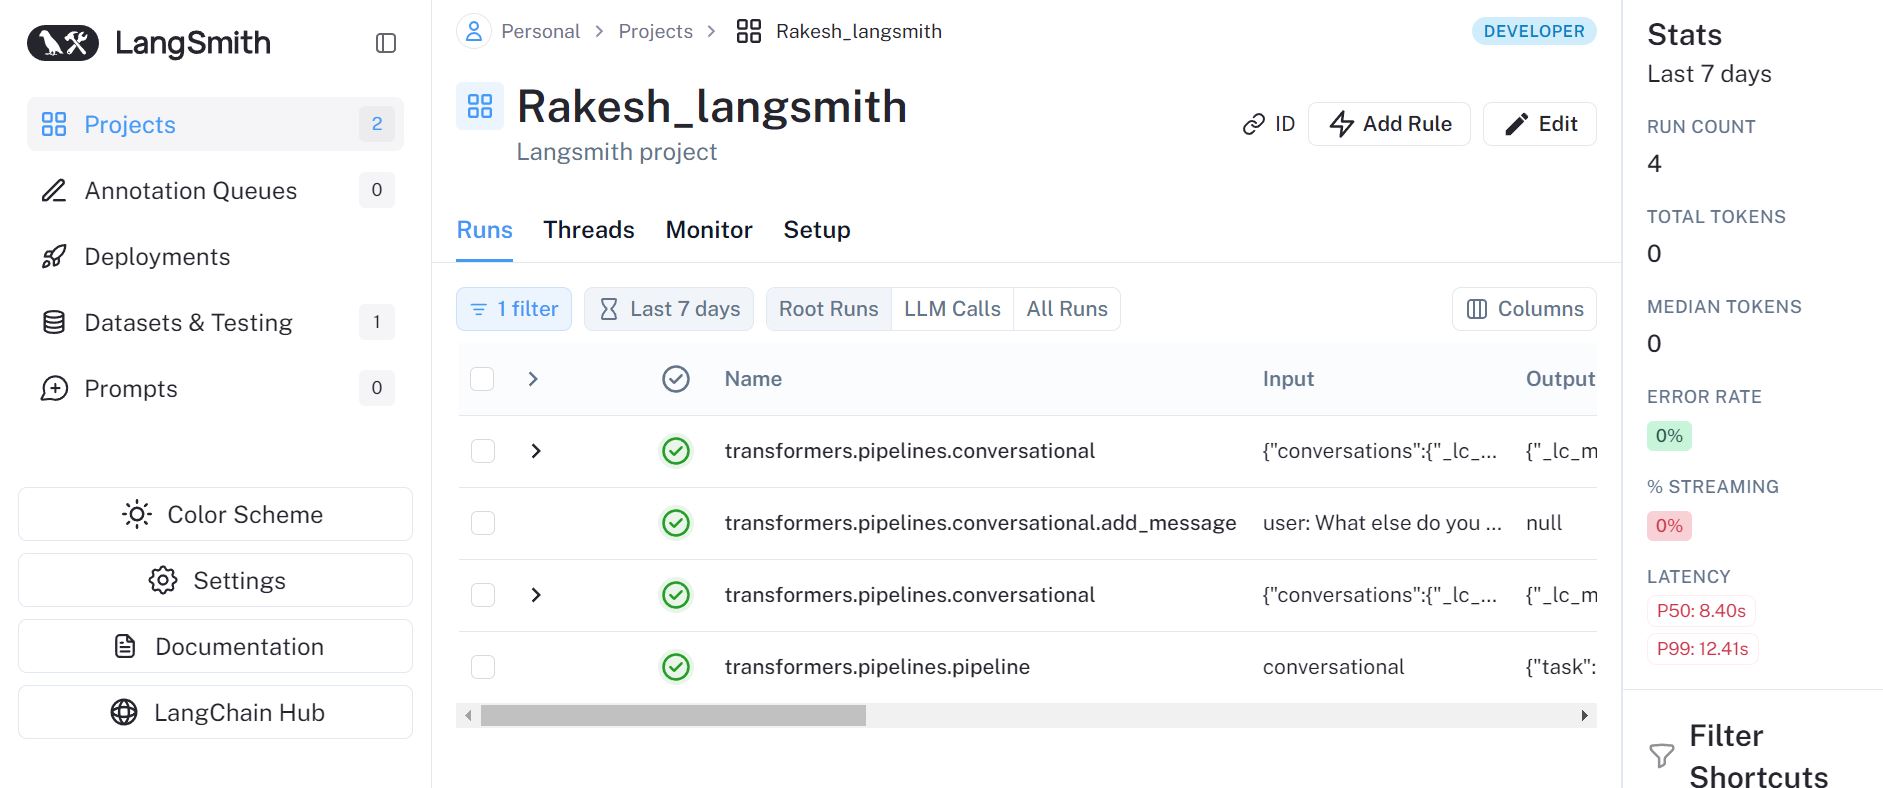 LangSmith
Projects 2
Annotation Queues 0
Deployments
Datasets & Testing 1
Prompts 0
Color Scheme
Settings
Documentation
LangChain Hub
Personal > Projects > Rakesh_langsmith
DEVELOPER
Rakesh_langsmith
Langsmith project
ID Add Rule Edit
Runs Threads Monitor Setup
1 filter Last 7 days Root Runs LLM Calls All Runs Columns
Name Input Output
transformers.pipelines.conversational {"conversations":{"_lc_... {"_lc_m
transformers.pipelines.conversational.add_message user: What else do you ... null
transformers.pipelines.conversational {"conversations":{"_lc_... {"_lc_m
transformers.pipelines.pipeline conversational {"task":
Stats
Last 7 days
RUN COUNT
4
TOTAL TOKENS
0
MEDIAN TOKENS
0
ERROR RATE
0%
% STREAMING
0%
LATENCY
P50: 8.40s
P99: 12.41s
Filter
Shortcuts